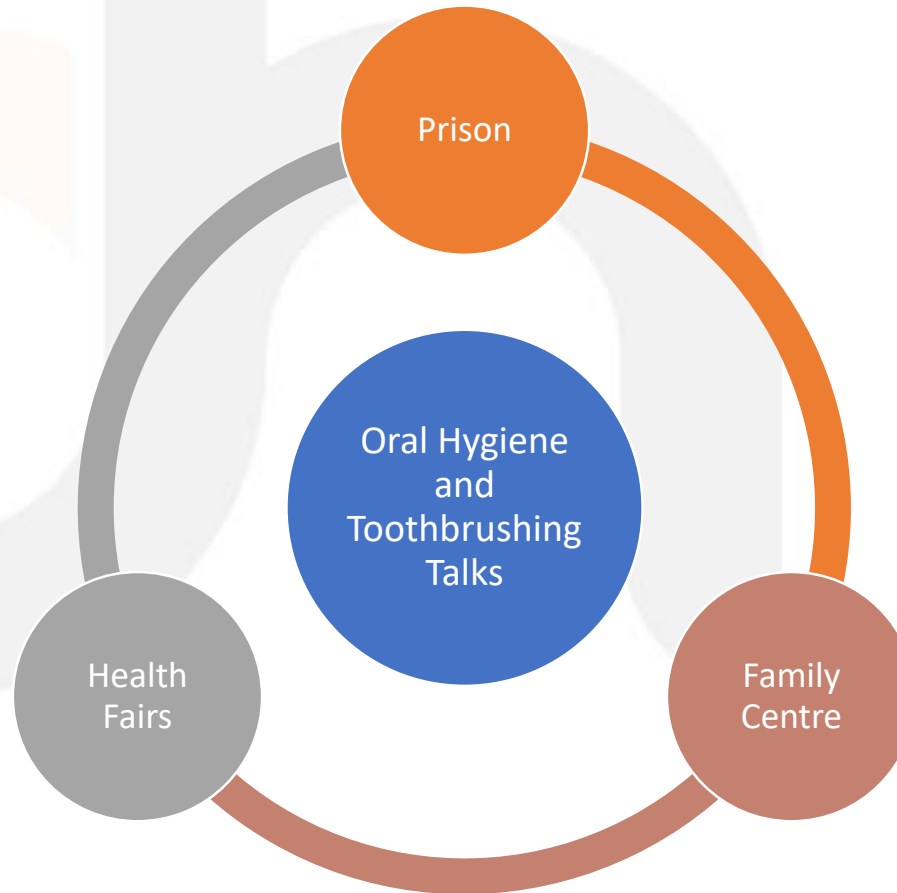 Prison
Oral Hygiene
and
Toothbrushing
Talks
Health
Fairs
Family
Centre